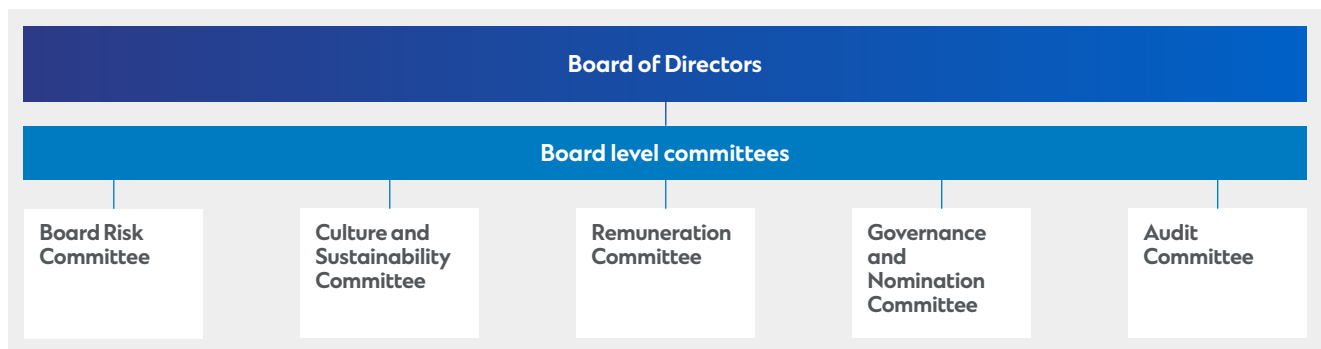 Board of Directors
Board level committees
Board Risk
Committee
Culture and
Sustainability
Committee
Remuneration
Committee
Governance
and
Nomination
Committee
Audit
Committee